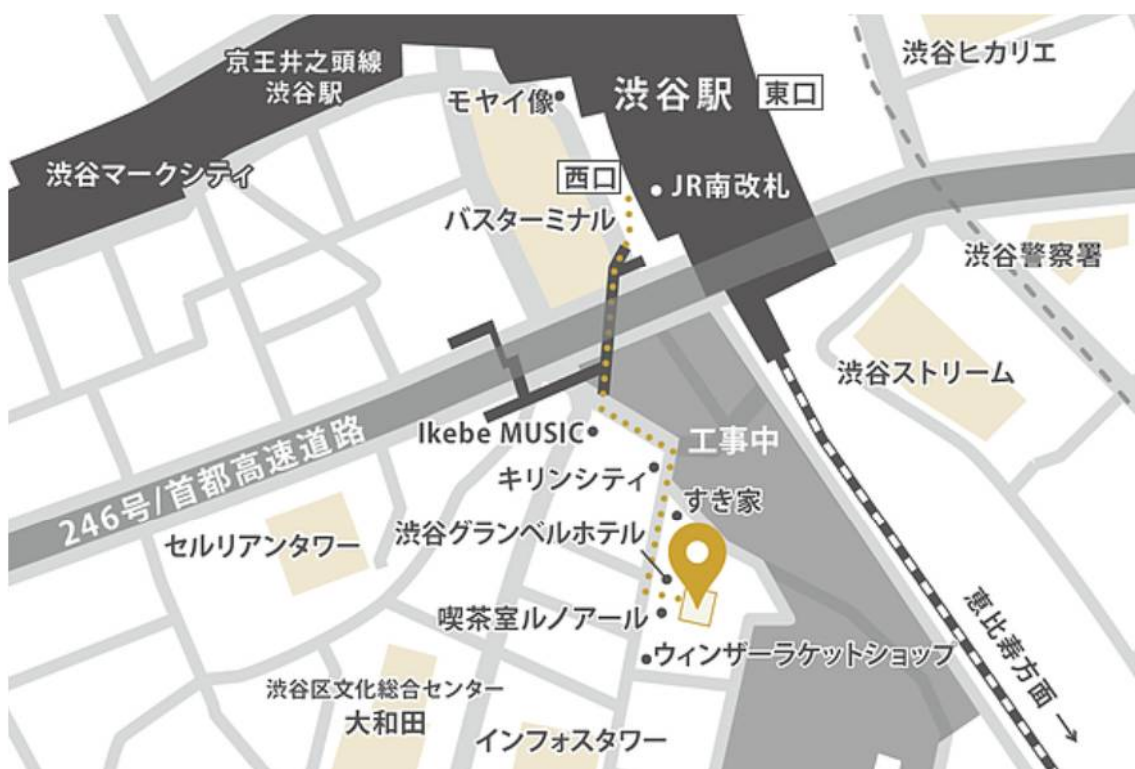 渋谷ヒカリエ
京王井之頭線
渋谷駅
渋谷駅 東口
モヤイ像
渋谷マークシティ
西口
JR南改札
バスターミナル
渋谷警察署
渋谷ストリーム
Ikebe MUSIC
工事中
246号/首都高速道路
キリンシティ
すき家
渋谷グランベルホテル
セルリアンタワー
喫茶室ルノアール
恵比寿方面 →
ウィンザーラケットショップ
渋谷区文化総合センター
大和田
インフォスタワー